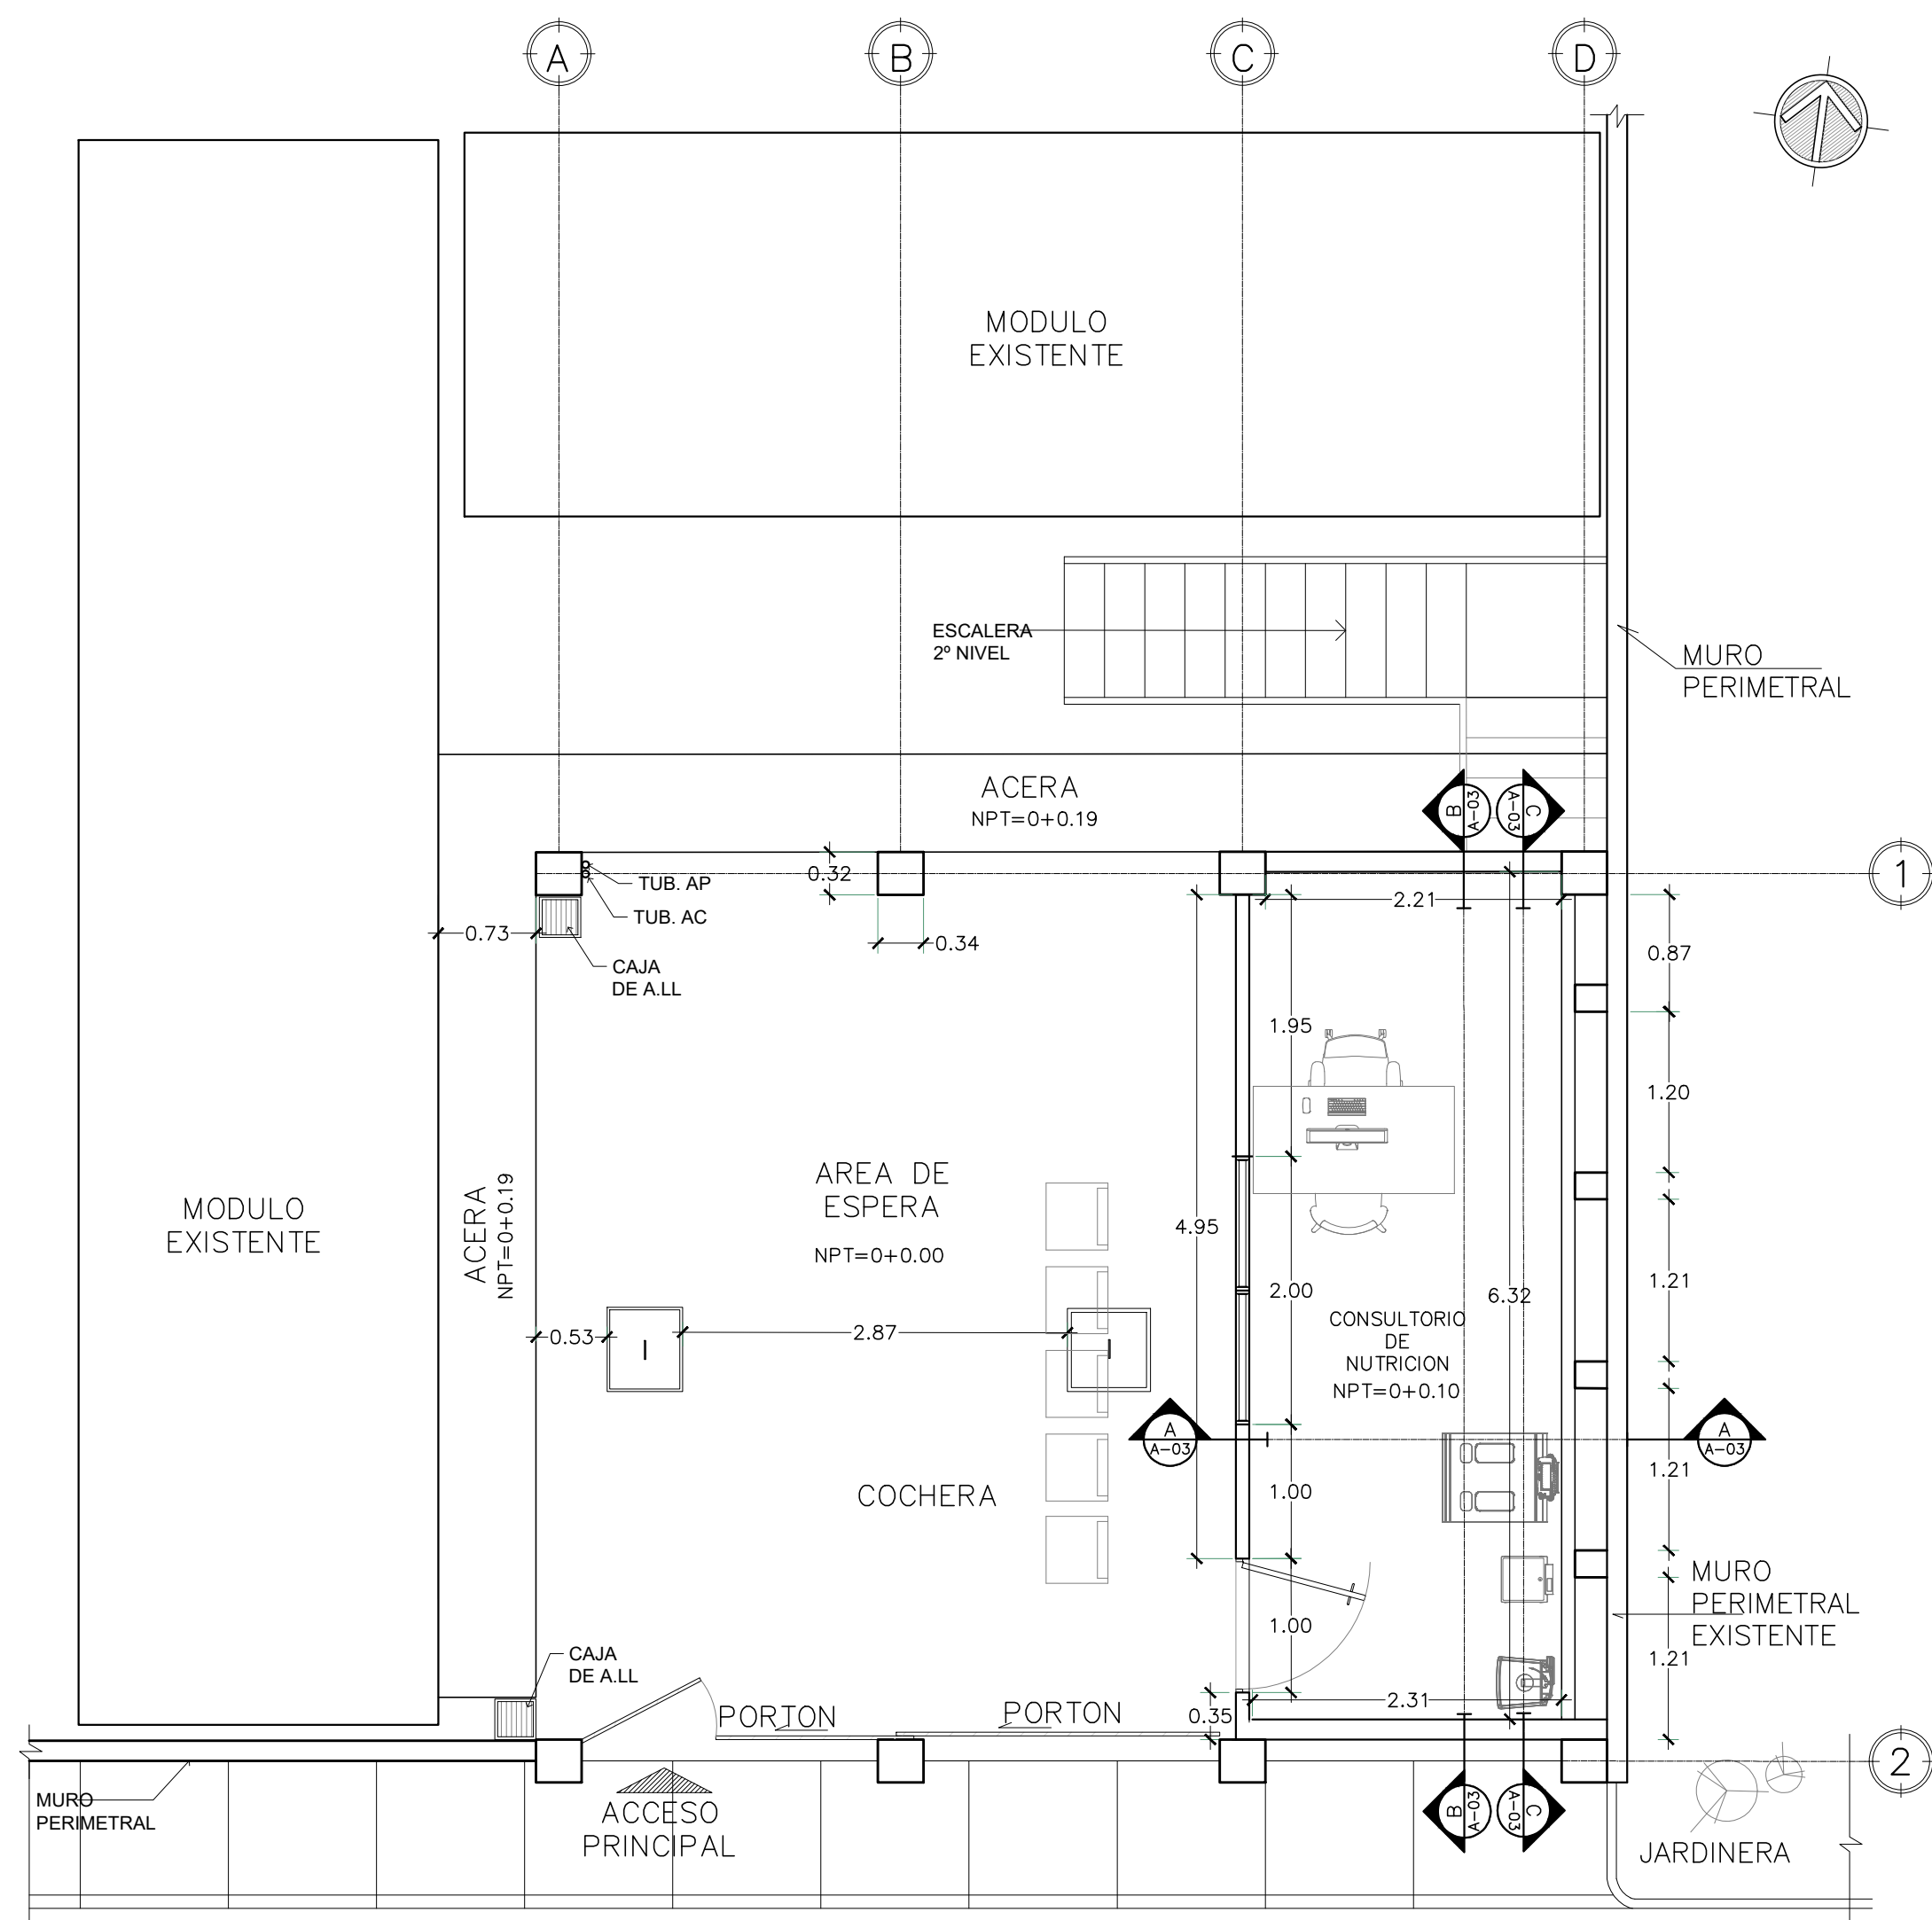 A
B
C
D
MODULO
EXISTENTE
ESCALERA
2º NIVEL
MURO
PERIMETRAL
ACERA
NPT=0+0.19
B
A-03
C
A-03
1
0.32
TUB. AP
TUB. AC
2.21
0.73
0.34
0.87
CAJA
DE A.LL
1.95
1.20
AREA DE
ESPERA
NPT=0+0.00
MODULO
EXISTENTE
ACERA
NPT=0+0.19
4.95
2.00
6.32
1.21
CONSULTORIO
DE
NUTRICION
NPT=0+0.10
0.53
2.87
I
I
A
A-03
A
A-03
1.21
COCHERA
1.00
MURO
PERIMETRAL
EXISTENTE
1.00
1.21
CAJA
DE A.LL
PORTON
PORTON
0.35
2.31
2
MURO
PERIMETRAL
ACCESO
PRINCIPAL
B
A-03
C
A-03
JARDINERA